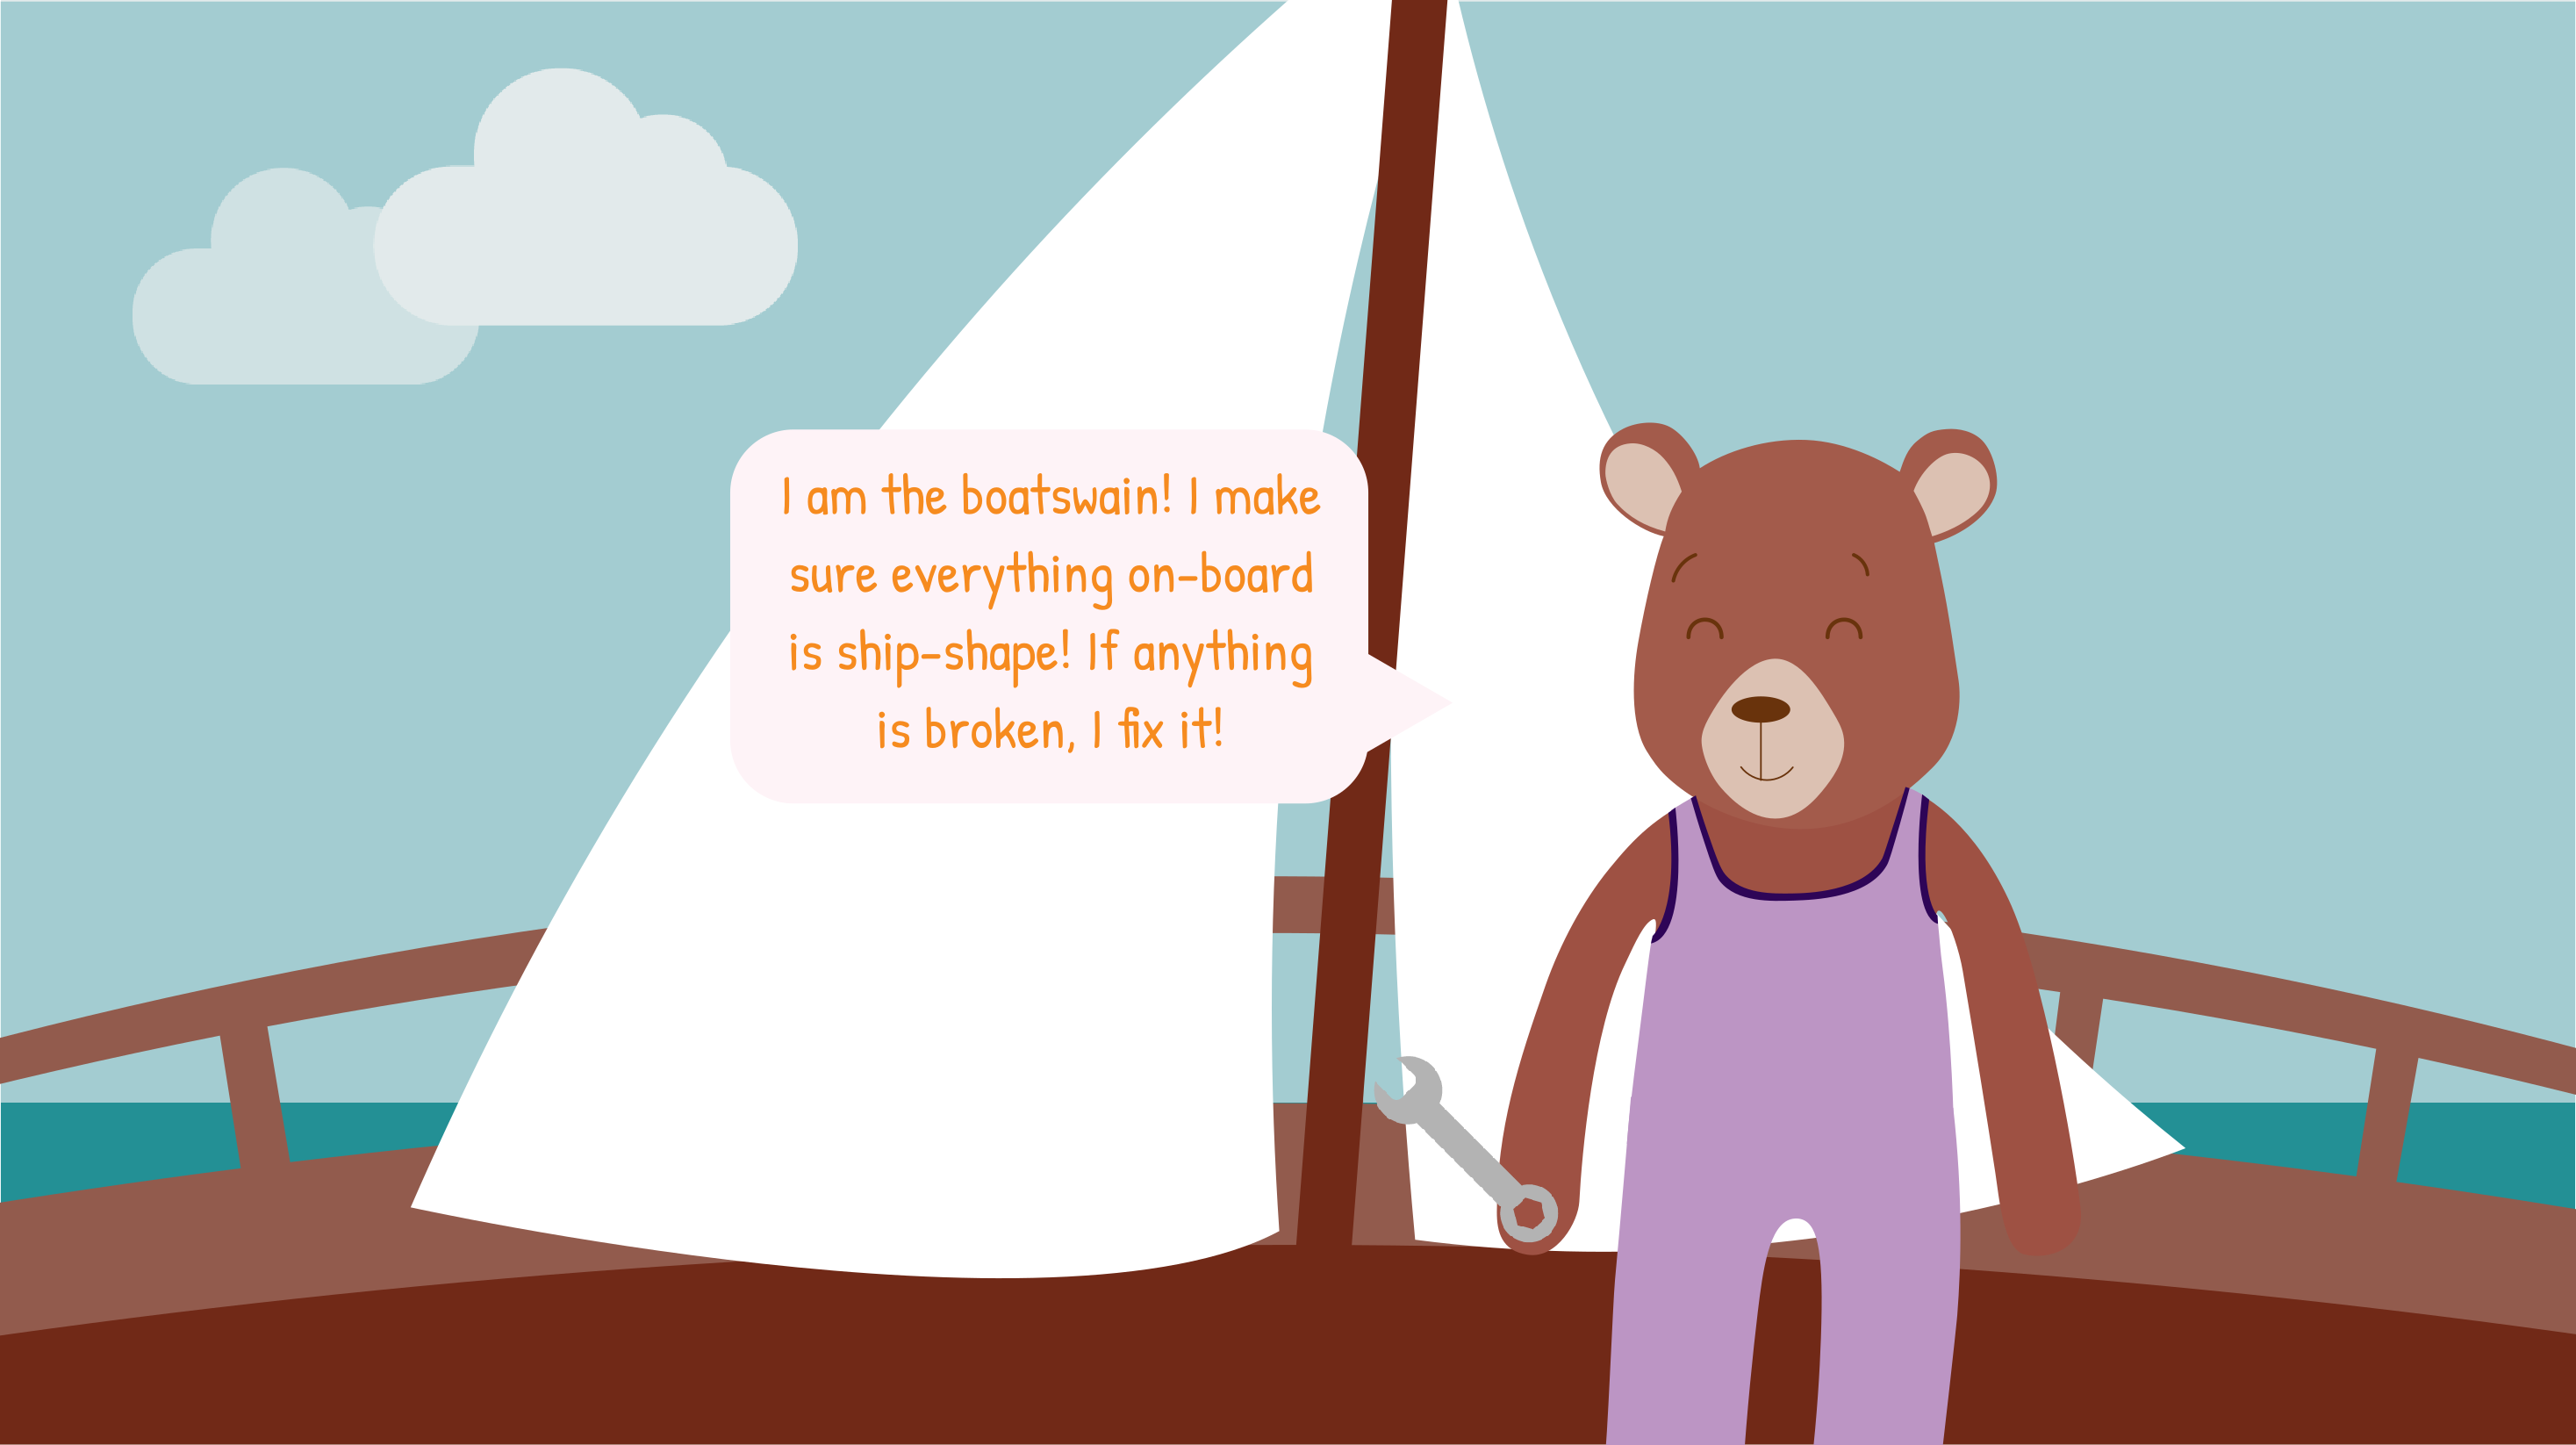 I am the boatswain! I make
sure everything on-board
is ship-shape! If anything
is broken, I fix it!